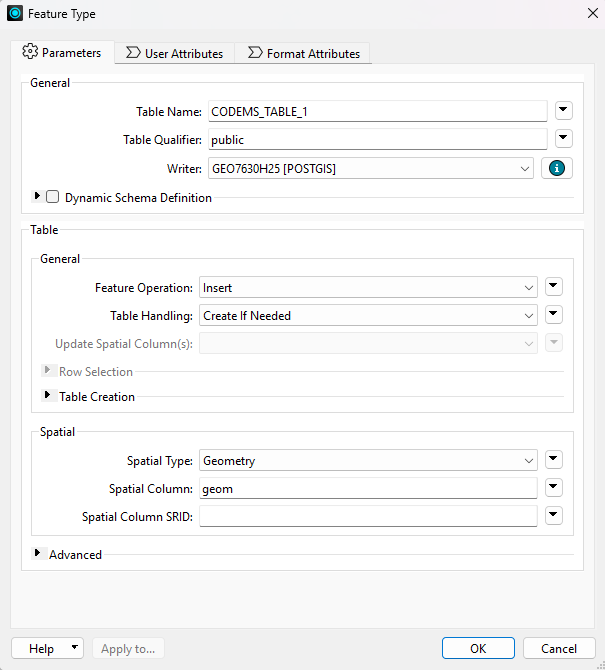 Feature Type
Parameters
User Attributes
Format Attributes
General
Table Name: CODEMS_TABLE_1
Table Qualifier: public
Writer: GEO7630H25 [POSTGIS]
Dynamic Schema Definition
Table
General
Feature Operation: Insert
Table Handling: Create If Needed
Update Spatial Column(s):
Row Selection
Table Creation
Spatial
Spatial Type: Geometry
Spatial Column: geom
Spatial Column SRID:
Advanced
Help
Apply to...
OK
Cancel